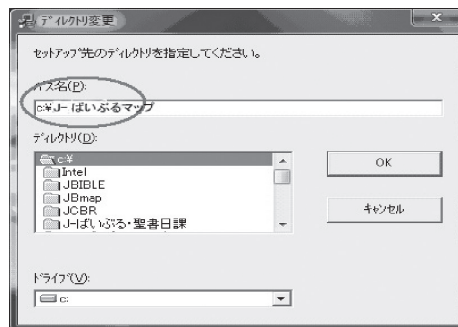 ﾃﾞｨﾚｸﾄﾘ変更
セットアップ先のﾃﾞｨﾚｸﾄﾘを指定してください。
パス名(P):
c:¥J-ばいぶるマップ
ﾃﾞｨﾚｸﾄﾘ(D):
c:¥
Intel
JBIBLE
JBmap
JCBR
J-ばいぶる・聖書日課
OK
キャンセル
ﾄﾞﾗｲﾌﾞ(V):
c: